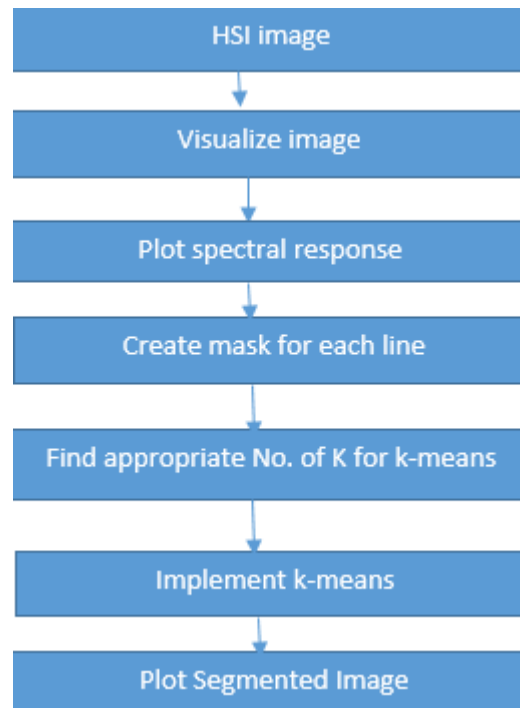 HSI image
Visualize image
Plot spectral response
Create mask for each line
Find appropriate No. of K for k-means
Implement k-means
Plot Segmented Image